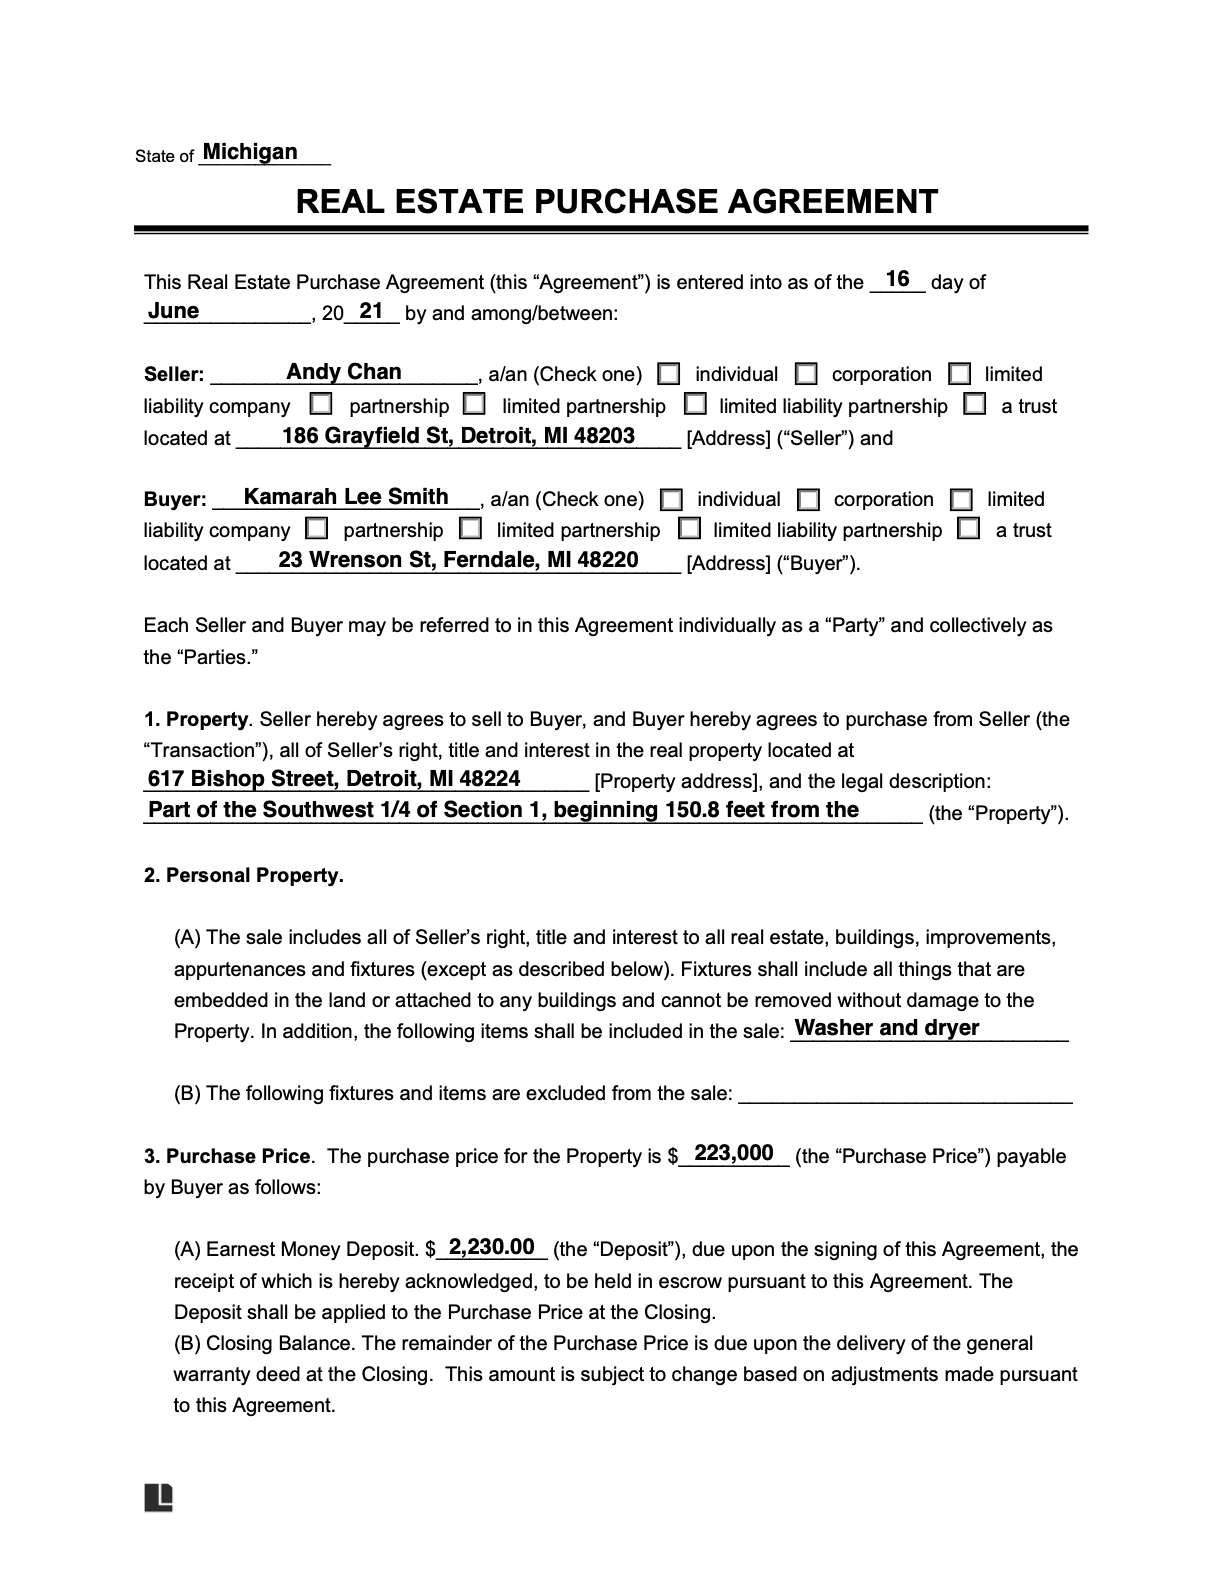 State of Michigan
REAL ESTATE PURCHASE AGREEMENT
This Real Estate Purchase Agreement (this “Agreement”) is entered into as of the 16 day of
June, 20 21 by and among/between:
Seller: Andy Chan, a/an (Check one) ☐ individual ☐ corporation ☐ limited
liability company ☐ partnership ☐ limited partnership ☐ limited liability partnership ☐ a trust
located at 186 Grayfield St, Detroit, MI 48203 [Address] (“Seller”) and
Buyer: Kamarah Lee Smith, a/an (Check one) ☐ individual ☐ corporation ☐ limited
liability company ☐ partnership ☐ limited partnership ☐ limited liability partnership ☐ a trust
located at 23 Wrenson St, Ferndale, MI 48220 [Address] (“Buyer”).
Each Seller and Buyer may be referred to in this Agreement individually as a “Party” and collectively as
the “Parties.”
1. Property. Seller hereby agrees to sell to Buyer, and Buyer hereby agrees to purchase from Seller (the
“Transaction”), all of Seller’s right, title and interest in the real property located at
617 Bishop Street, Detroit, MI 48224 [Property address], and the legal description:
Part of the Southwest 1/4 of Section 1, beginning 150.8 feet from the (the “Property”).
2. Personal Property.
(A) The sale includes all of Seller’s right, title and interest to all real estate, buildings, improvements,
appurtenances and fixtures (except as described below). Fixtures shall include all things that are
embedded in the land or attached to any buildings and cannot be removed without damage to the
Property. In addition, the following items shall be included in the sale: Washer and dryer
(B) The following fixtures and items are excluded from the sale: ______________________________
3. Purchase Price. The purchase price for the Property is $ 223,000 (the “Purchase Price”) payable
by Buyer as follows:
(A) Earnest Money Deposit. $ 2,230.00 (the “Deposit”), due upon the signing of this Agreement, the
receipt of which is hereby acknowledged, to be held in escrow pursuant to this Agreement. The
Deposit shall be applied to the Purchase Price at the Closing.
(B) Closing Balance. The remainder of the Purchase Price is due upon the delivery of the general
warranty deed at the Closing. This amount is subject to change based on adjustments made pursuant
to this Agreement.